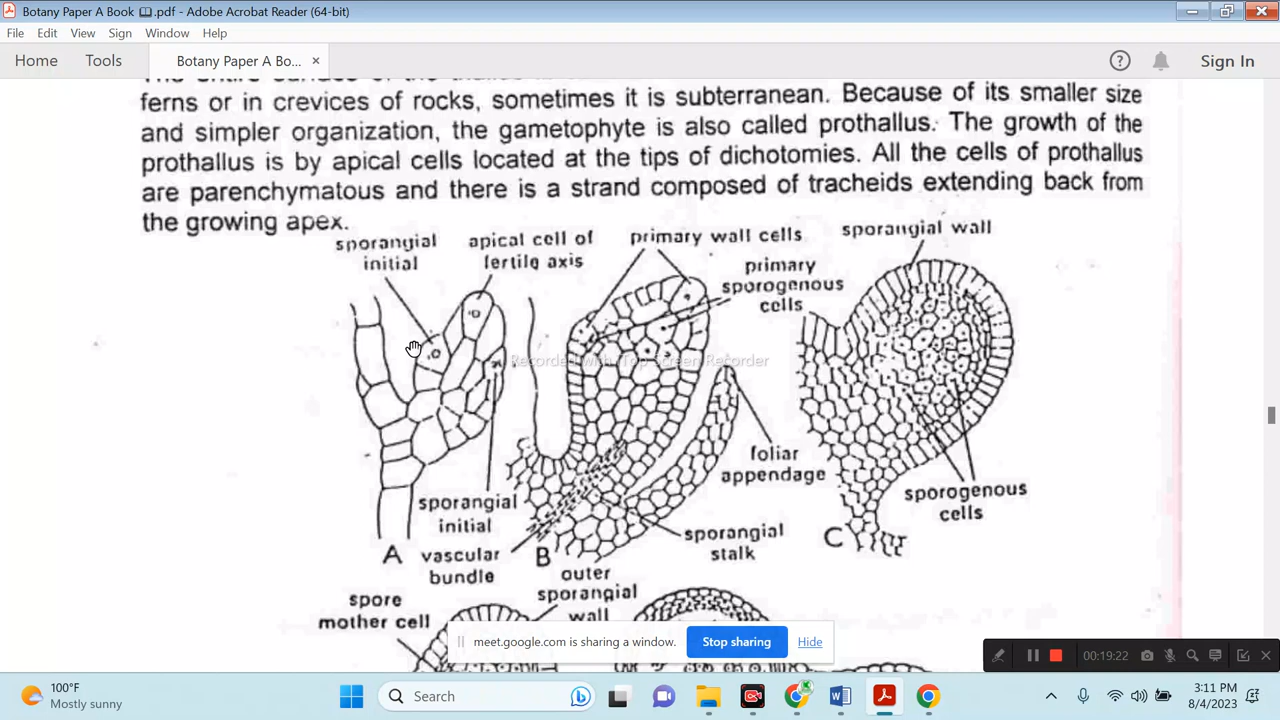 Botany Paper A Book 📖.pdf - Adobe Acrobat Reader (64-bit)
File Edit View Sign Window Help
Home Tools Botany Paper A Bo... × Sign In
ferns or in crevices of rocks, sometimes it is subterranean. Because of its smaller size
and simpler organization, the gametophyte is also called prothallus. The growth of the
prothallus is by apical cells located at the tips of dichotomies. All the cells of prothallus
are parenchymatous and there is a strand composed of tracheids extending back from
the growing apex.
sporangial
initial
apical cell of
fertile axis
primary wall cells
primary
sporogenous
cells
sporangial wall
Recorded with iTop Screen Recorder
foliar
appendage
sporogenous
cells
sporangial
initial
sporangial
stalk
A
vascular
bundle
B
C
outer
sporangial
wall
spore
mother cell
meet.google.com is sharing a window. Stop sharing Hide
00:19:22
100°F
Mostly sunny
Search
3:11 PM
8/4/2023